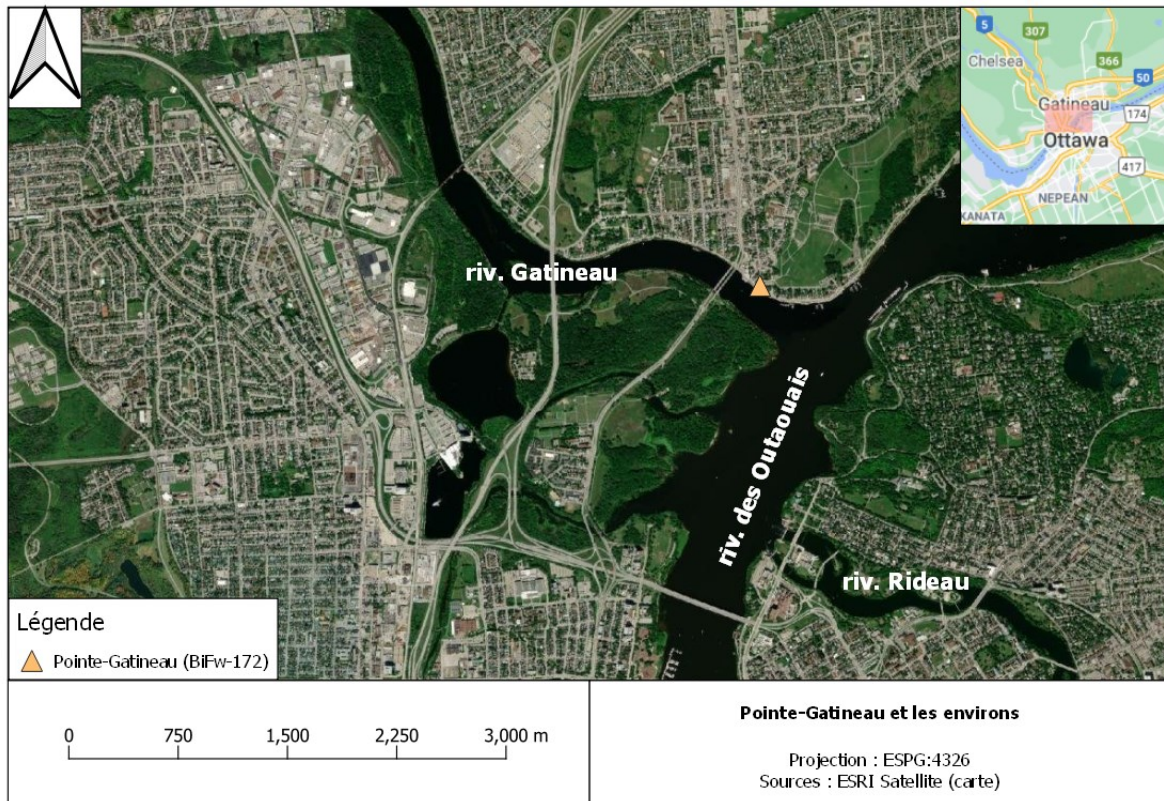 5
307
366
50
Chelsea
Gatineau
174
Ottawa
417
NEPEAN
KANATA
riv. Gatineau
riv. des Outaouais
riv. Rideau
Légende
Pointe-Gatineau (BiFw-172)
0 750 1,500 2,250 3,000 m
Pointe-Gatineau et les environs
Projection : ESPG:4326
Sources : ESRI Satellite (carte)